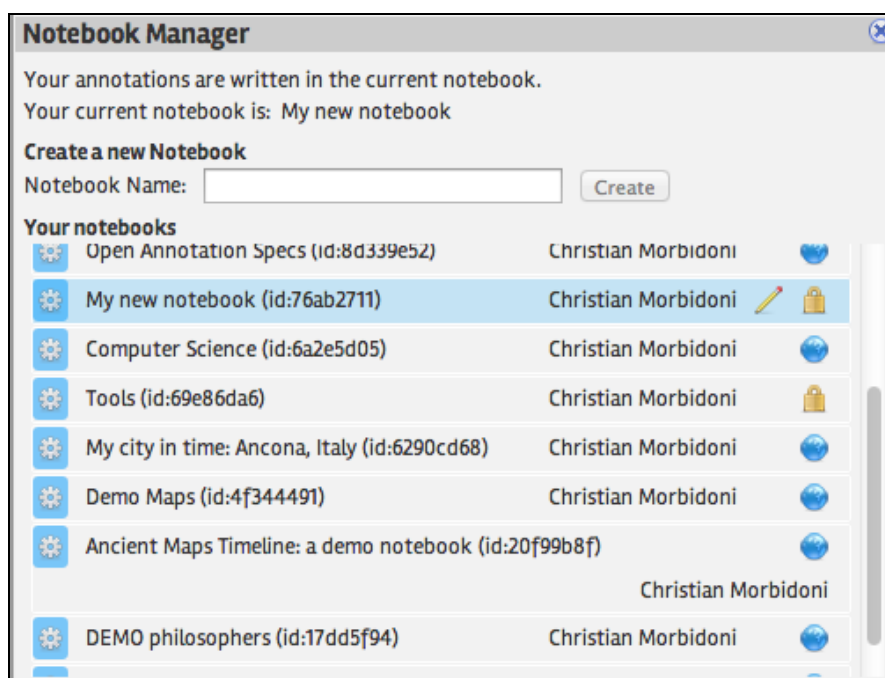 Notebook Manager
Your annotations are written in the current notebook.
Your current notebook is: My new notebook
Create a new Notebook
Notebook Name: Create
Your notebooks
Open Annotation Specs (id:8d339e52) Christian Morbidoni
My new notebook (id:76ab2711) Christian Morbidoni
Computer Science (id:6a2e5d05) Christian Morbidoni
Tools (id:69e86da6) Christian Morbidoni
My city in time: Ancona, Italy (id:6290cd68) Christian Morbidoni
Demo Maps (id:4f344491) Christian Morbidoni
Ancient Maps Timeline: a demo notebook (id:20f99b8f)
Christian Morbidoni
DEMO philosophers (id:17dd5f94) Christian Morbidoni